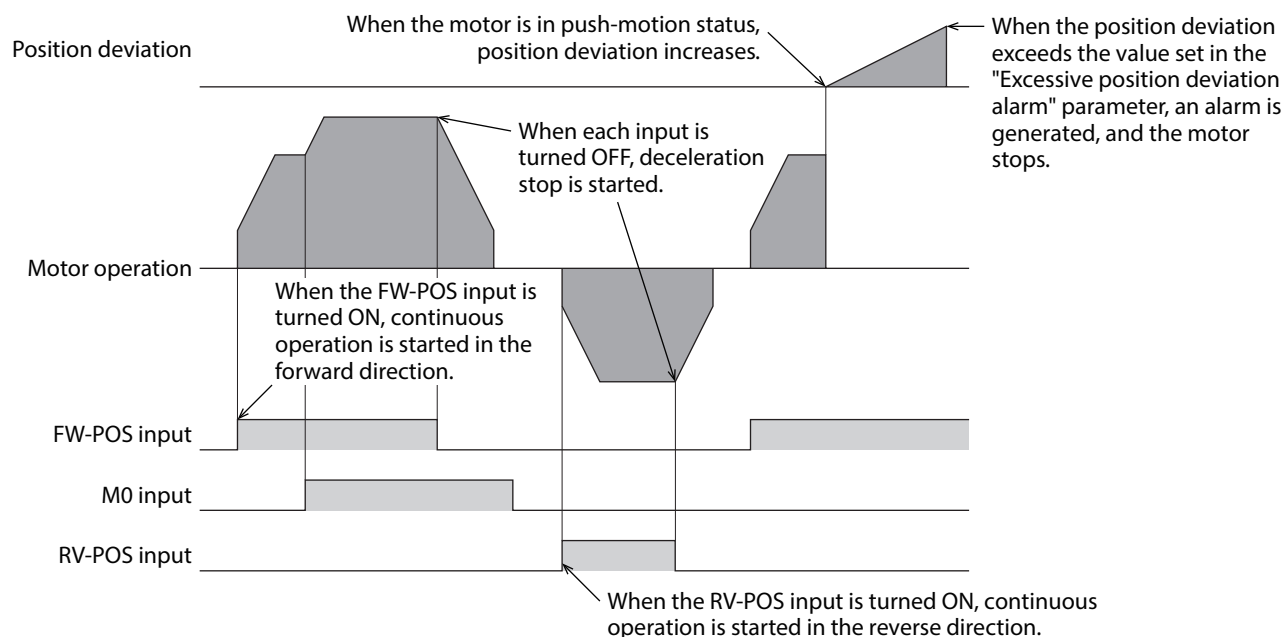 When the motor is in push-motion status,
position deviation increases.
When the position deviation
exceeds the value set in the
"Excessive position deviation
alarm" parameter, an alarm is
generated, and the motor
stops.
Position deviation
When each input is
turned OFF, deceleration
stop is started.
Motor operation
When the FW-POS input is
turned ON, continuous
operation is started in the
forward direction.
FW-POS input
M0 input
RV-POS input
When the RV-POS input is turned ON, continuous
operation is started in the reverse direction.